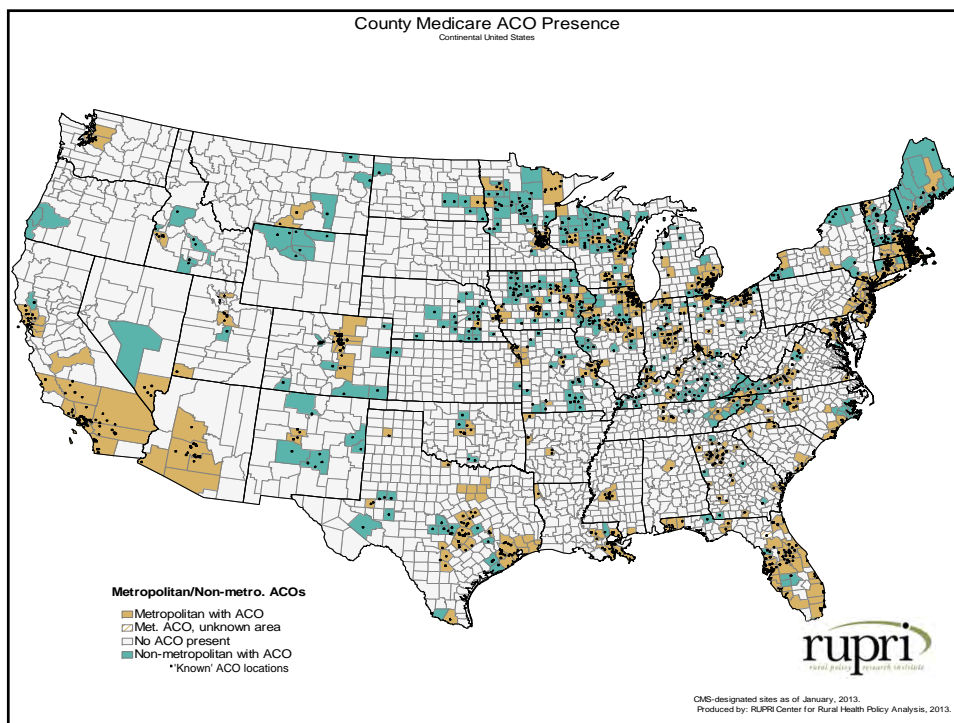 County Medicare ACO Presence
Continental United States
Metropolitan/Non-metro. ACOs
Metropolitan with ACO
Met. ACO, unknown area
No ACO present
Non-metropolitan with ACO
'Known' ACO locations
rupri
rural policy
research institute
CMS-designated sites as of January, 2013.
Produced by: RUPRI Center for Rural Health Policy Analysis, 2013.